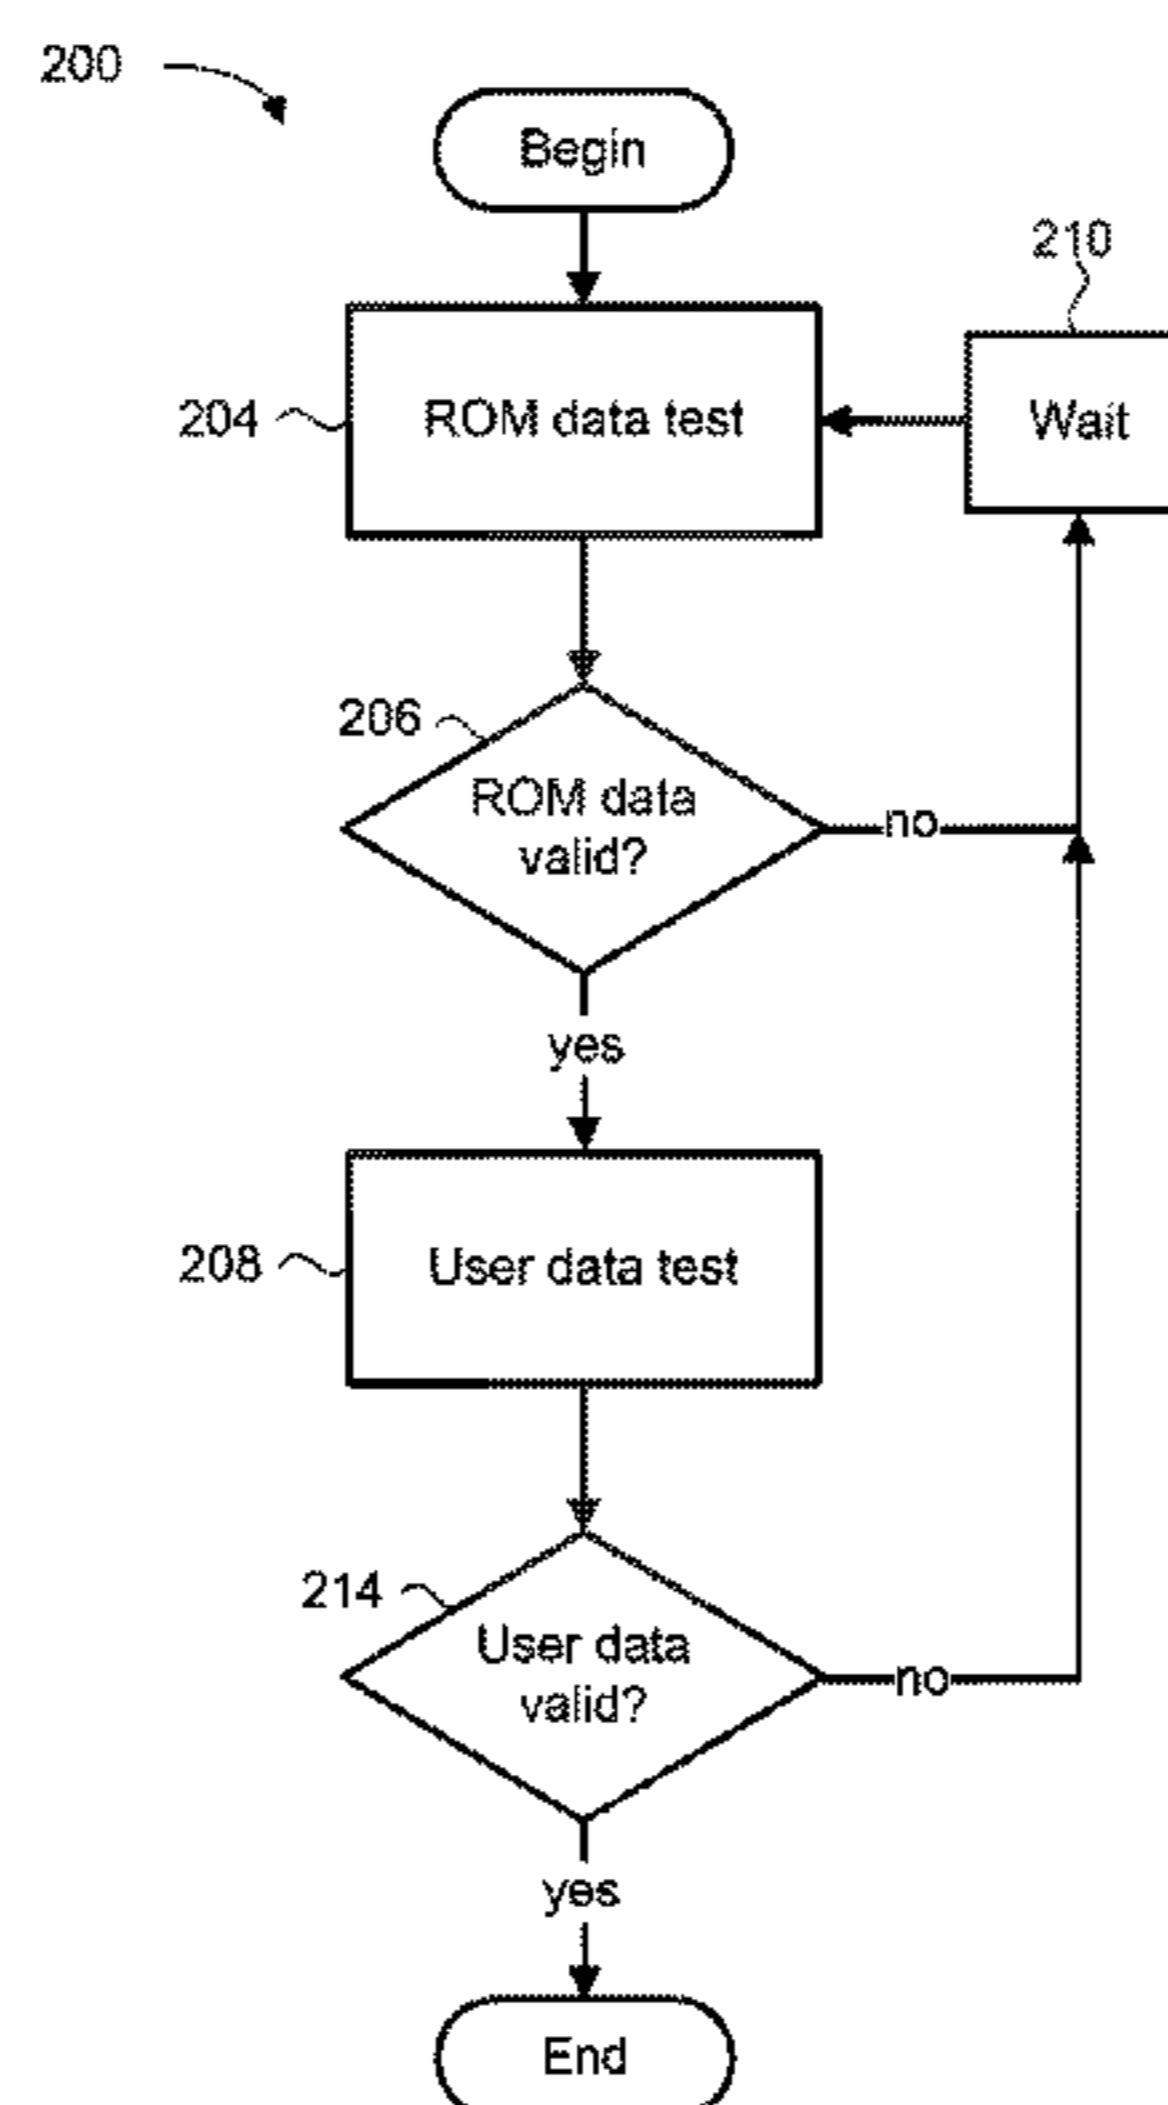 200
Begin
210
204
ROM data test
Wait
206
ROM data
valid?
no
yes
208
User data test
214
User data
valid?
no
yes
End